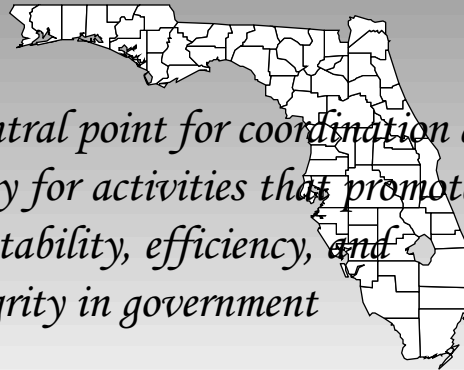 ntral point for coordination
y for activities that promot
tability, efficiency, and
grity in government